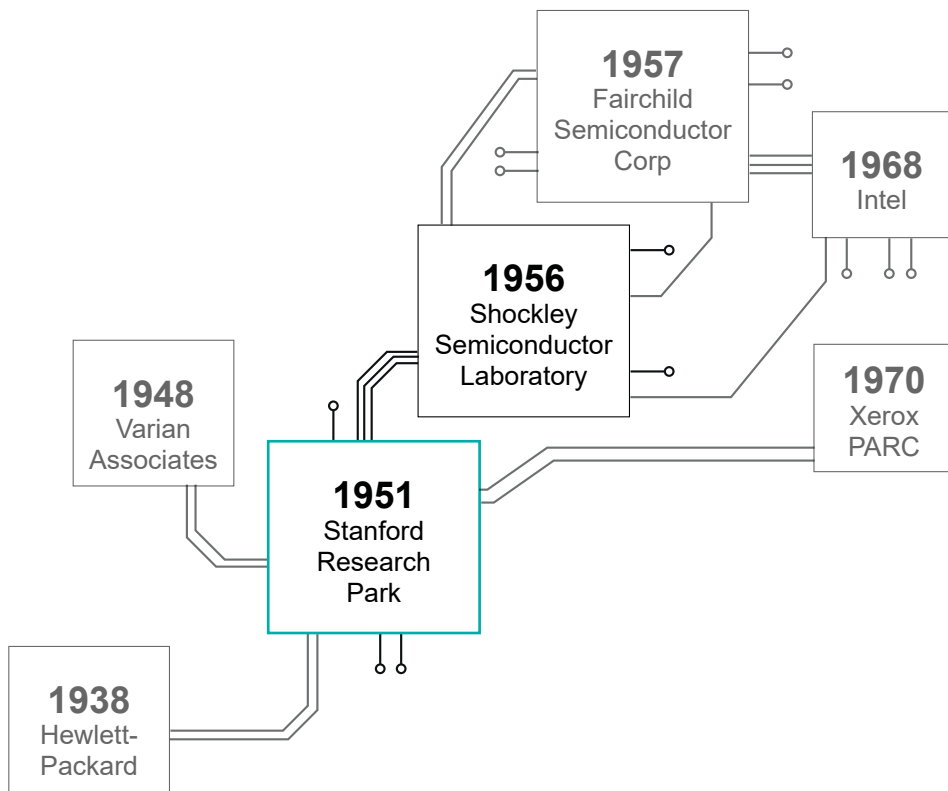 1957
Fairchild
Semiconductor
Corp
1968
Intel
1956
Shockley
Semiconductor
Laboratory
1948
Varian
Associates
1970
Xerox
PARC
1951
Stanford
Research
Park
1938
Hewlett-
Packard